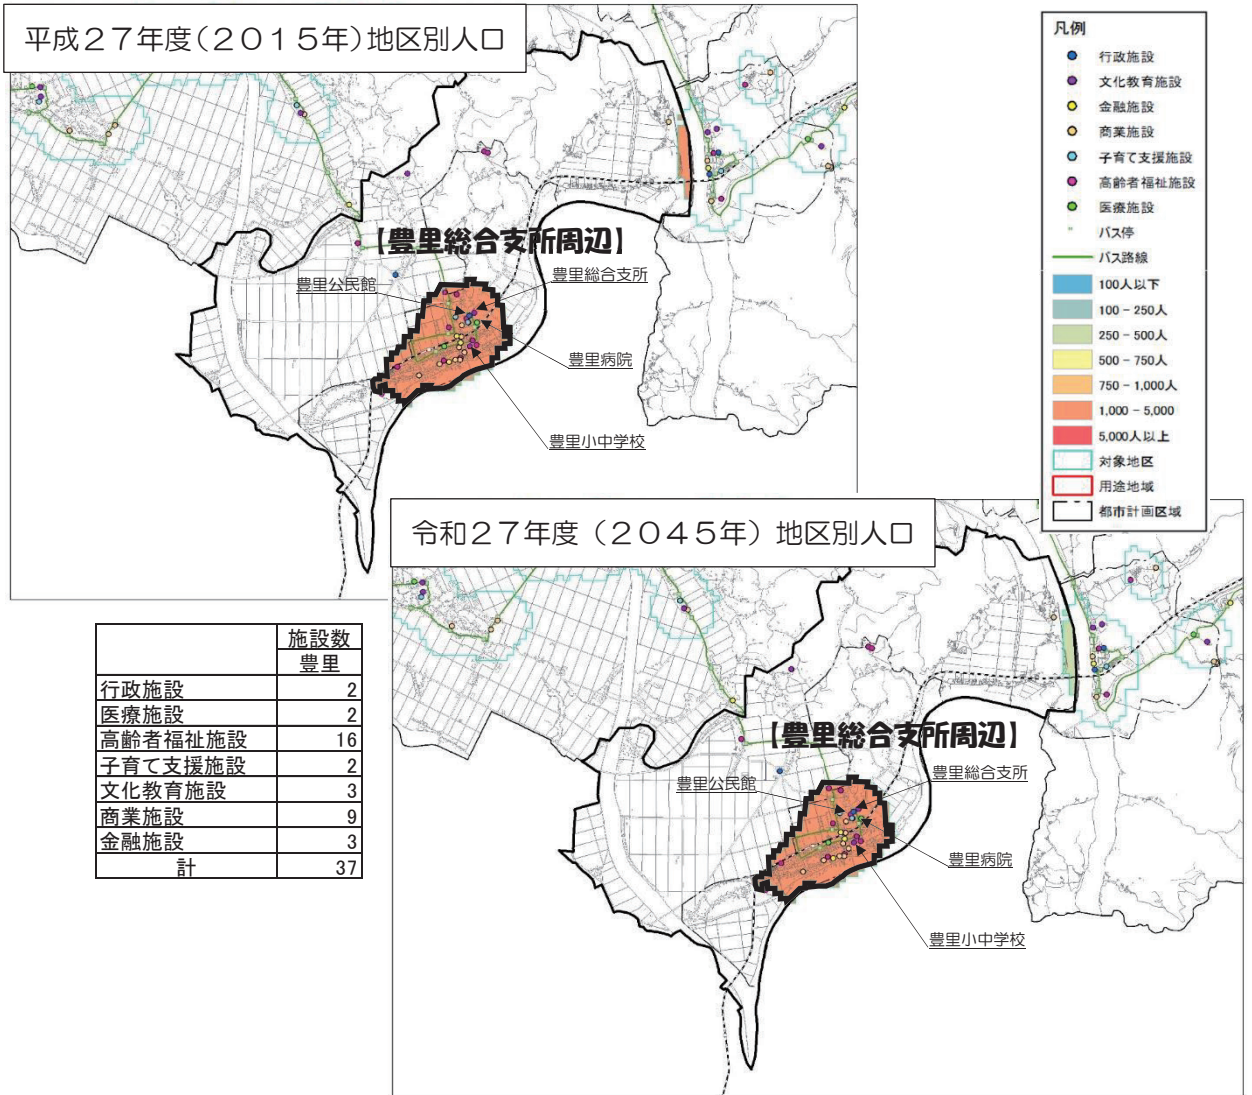 平成２７年度（２０１５年）地区別人口
【豊里総合支所周辺】
豊里公民館
豊里総合支所
豊里病院
豊里小中学校
凡例
行政施設
文化教育施設
金融施設
商業施設
子育て支援施設
高齢者福祉施設
医療施設
バス停
バス路線
100人以下
100 - 250人
250 - 500人
500 - 750人
750 - 1,000人
1,000 - 5,000
5,000人以上
対象地区
用途地域
都市計画区域
令和２７年度（２０４５年）地区別人口
【豊里総合支所周辺】
豊里公民館
豊里総合支所
豊里病院
豊里小中学校
施設数
豊里
行政施設 2
医療施設 2
高齢者福祉施設 16
子育て支援施設 2
文化教育施設 3
商業施設 9
金融施設 3
計 37